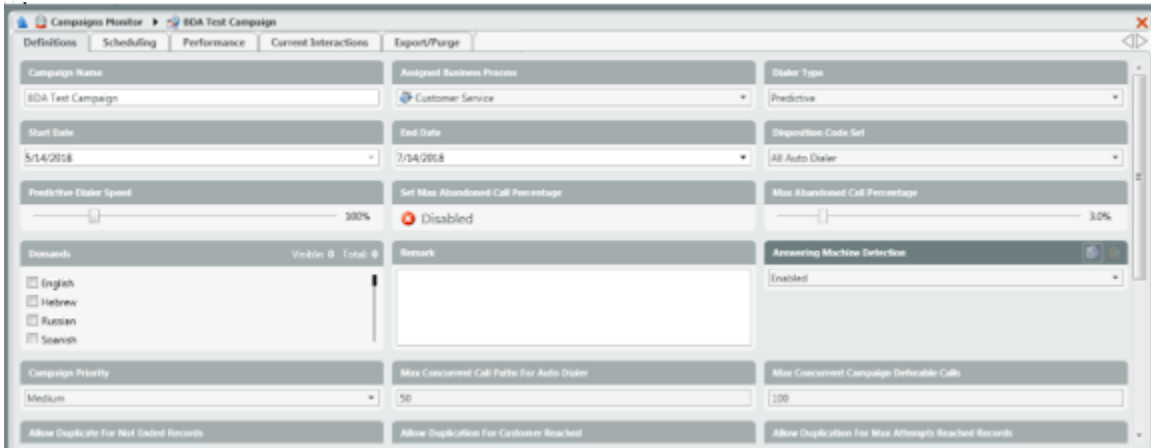 Campaigns Monitor BDA Test Campaign
Definitions Scheduling Performance Current Interactions Export/Purge
Campaign Name Assigned Business Process Dialer Type
BDA Test Campaign Customer Service Predictive
Start Date End Date Disposition Code Set
5/14/2018 7/14/2018 All Auto Dialer
Predictive Dialer Speed Set Max Abandoned Call Percentage Max Abandoned Call Percentage
100% Disabled 3.0%
Demands Visible: 0 Total: 0 Remark Answering Machine Detection
English Enabled
Hebrew
Russian
Spanish
Campaign Priority Max Concurrent Call Paths For Auto Dialer Max Concurrent Campaign Deferable Calls
Medium 50 100
Allow Duplicate For Not Ended Records Allow Duplication For Customer Reached Allow Duplication For Max Attempts Reached Records